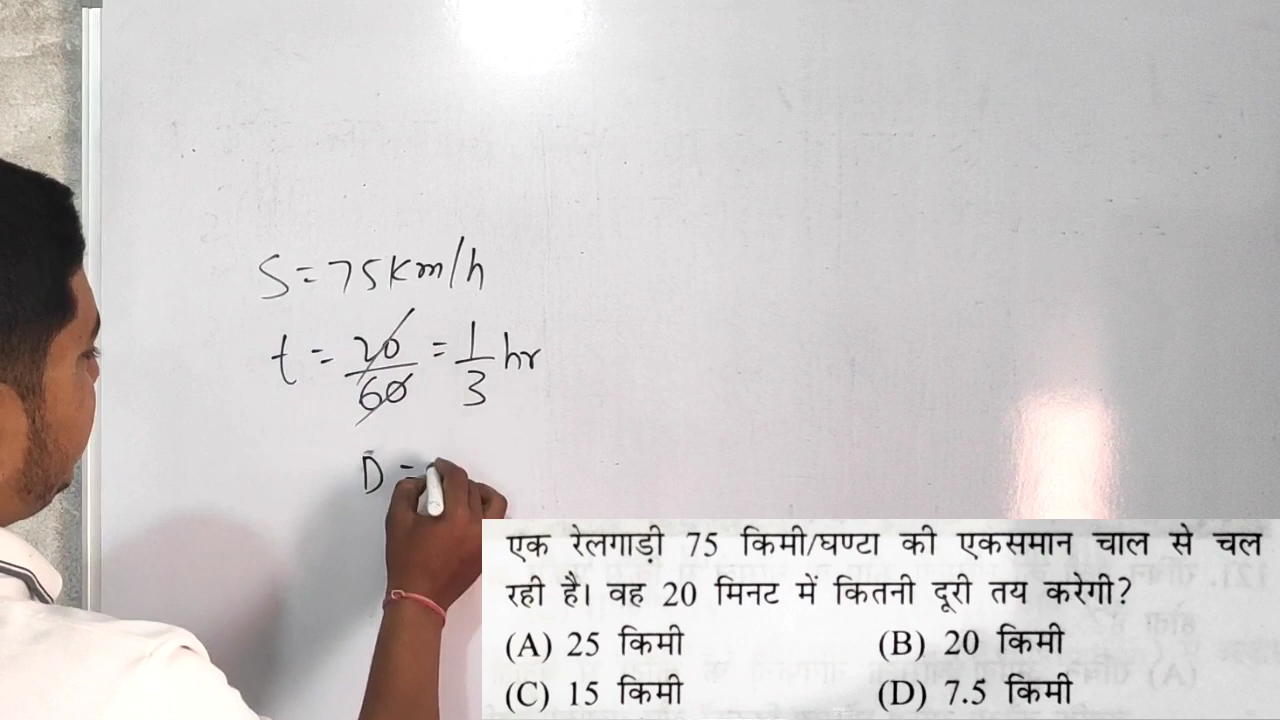 S = 75 Km/h
t = 20/60 = 1/3 hr
D =
एक रेलगाड़ी 75 किमी/घण्टा की एकसमान चाल से चल
रही है। वह 20 मिनट में कितनी दूरी तय करेगी?
(A) 25 किमी (B) 20 किमी
(C) 15 किमी (D) 7.5 किमी